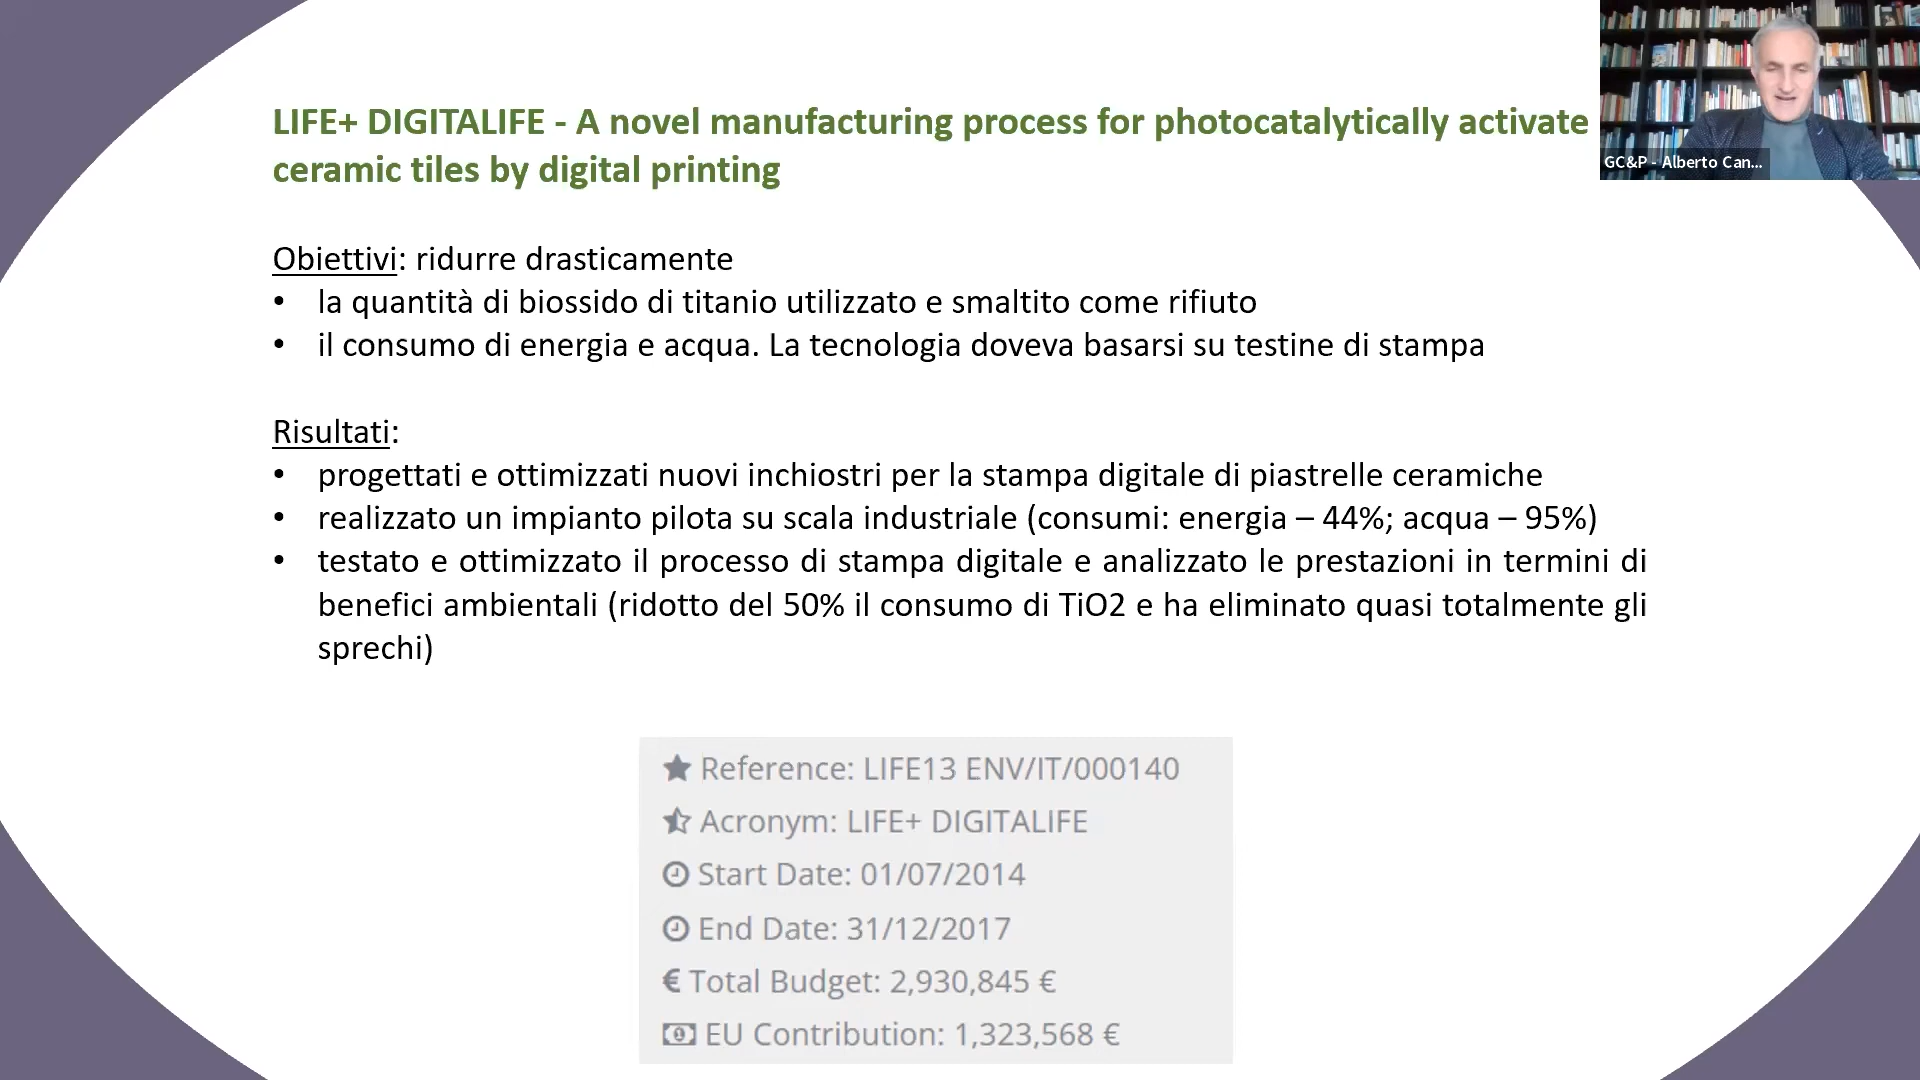 LIFE+ DIGITALIFE - A novel manufacturing process for photocatalytically activate
ceramic tiles by digital printing
GC&P - Alberto Can...
Obiettivi: ridurre drasticamente
• la quantità di biossido di titanio utilizzato e smaltito come rifiuto
• il consumo di energia e acqua. La tecnologia doveva basarsi su testine di stampa
Risultati:
• progettati e ottimizzati nuovi inchiostri per la stampa digitale di piastrelle ceramiche
• realizzato un impianto pilota su scala industriale (consumi: energia – 44%; acqua – 95%)
• testato e ottimizzato il processo di stampa digitale e analizzato le prestazioni in termini di
benefici ambientali (ridotto del 50% il consumo di TiO2 e ha eliminato quasi totalmente gli
sprechi)
Reference: LIFE13 ENV/IT/000140
Acronym: LIFE+ DIGITALIFE
Start Date: 01/07/2014
End Date: 31/12/2017
€ Total Budget: 2,930,845 €
EU Contribution: 1,323,568 €